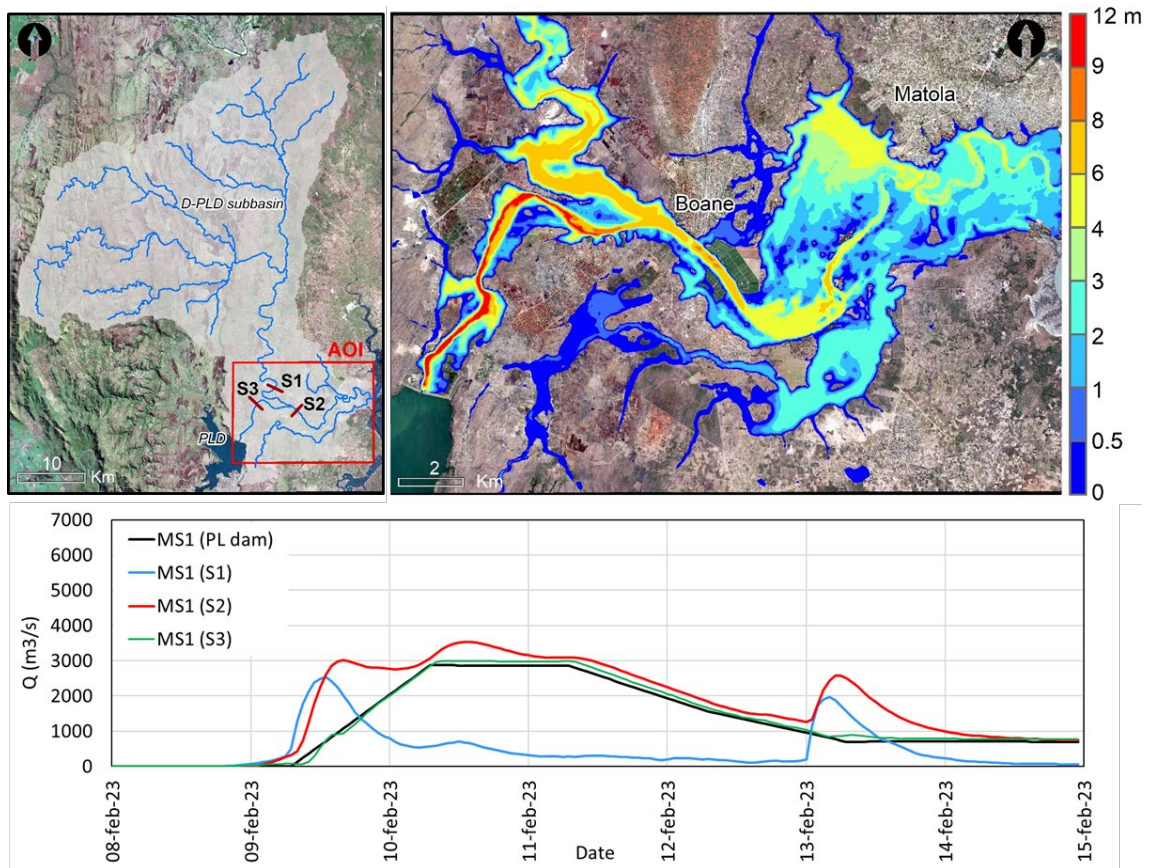 D-PLD subbasin
AOI
S1
S3
S2
PLD
10
Km
Matola
Boane
2
Km
12 m
9
8
6
4
3
2
1
0.5
0
7000
6000
5000
4000
3000
2000
1000
0
Q (m3/s)
MS1 (PL dam)
MS1 (S1)
MS1 (S2)
MS1 (S3)
08-feb-23
09-feb-23
10-feb-23
11-feb-23
12-feb-23
13-feb-23
14-feb-23
15-feb-23
Date